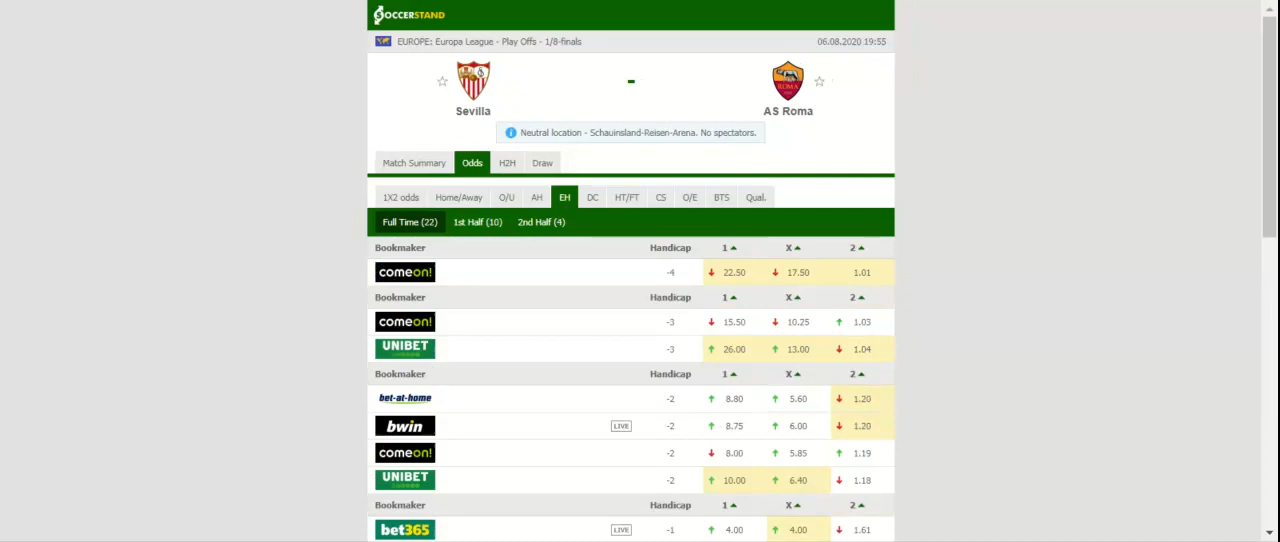 SOCCERSTAND
EUROPE: Europa League - Play Offs - 1/8-finals 06.08.2020 19:55
-
Sevilla AS Roma
ROMA
Neutral location - Schauinsland-Reisen-Arena. No spectators.
Match Summary Odds H2H Draw
1X2 odds Home/Away O/U AH EH DC HT/FT CS O/E BTS Qual.
Full Time (22) 1st Half (10) 2nd Half (4)
Bookmaker Handicap 1 X 2
comeon! -4 22.50 17.50 1.01
Bookmaker Handicap 1 X 2
comeon! -3 15.50 10.25 1.03
UNIBET -3 26.00 13.00 1.04
Bookmaker Handicap 1 X 2
bet-at-home -2 8.80 5.60 1.20
bwin LIVE -2 8.75 6.00 1.20
comeon! -2 8.00 5.85 1.19
UNIBET -2 10.00 6.40 1.18
Bookmaker Handicap 1 X 2
bet365 LIVE -1 4.00 4.00 1.61